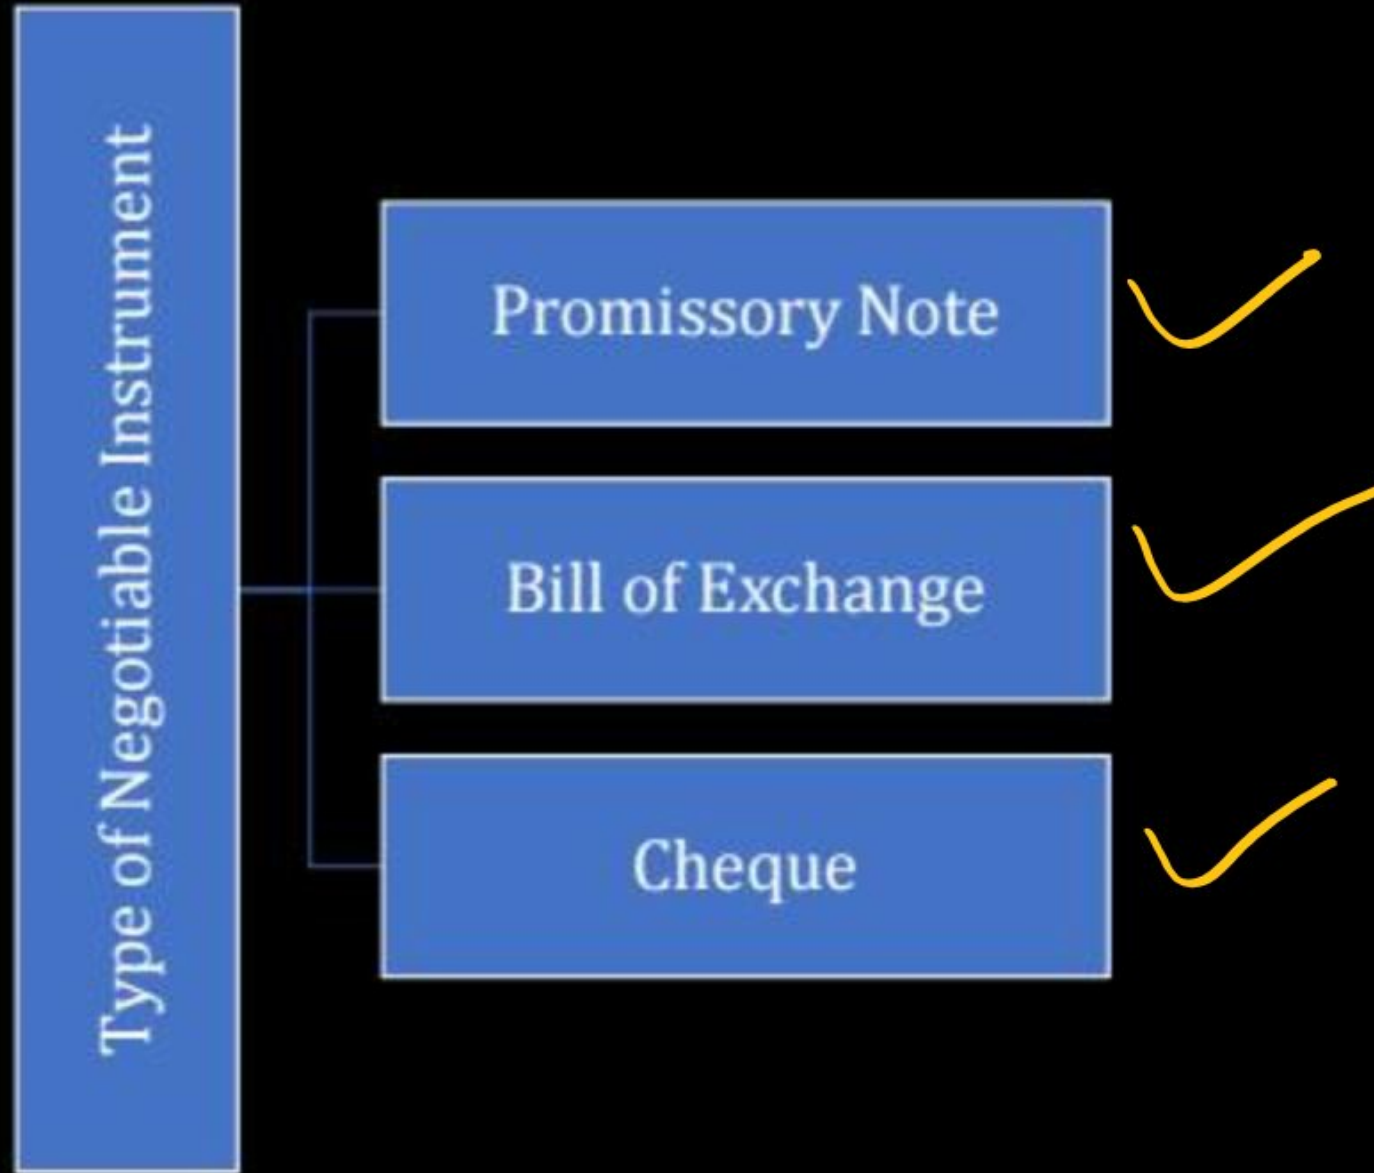 Type of Negotiable Instrument
Promissory Note
Bill of Exchange
Cheque